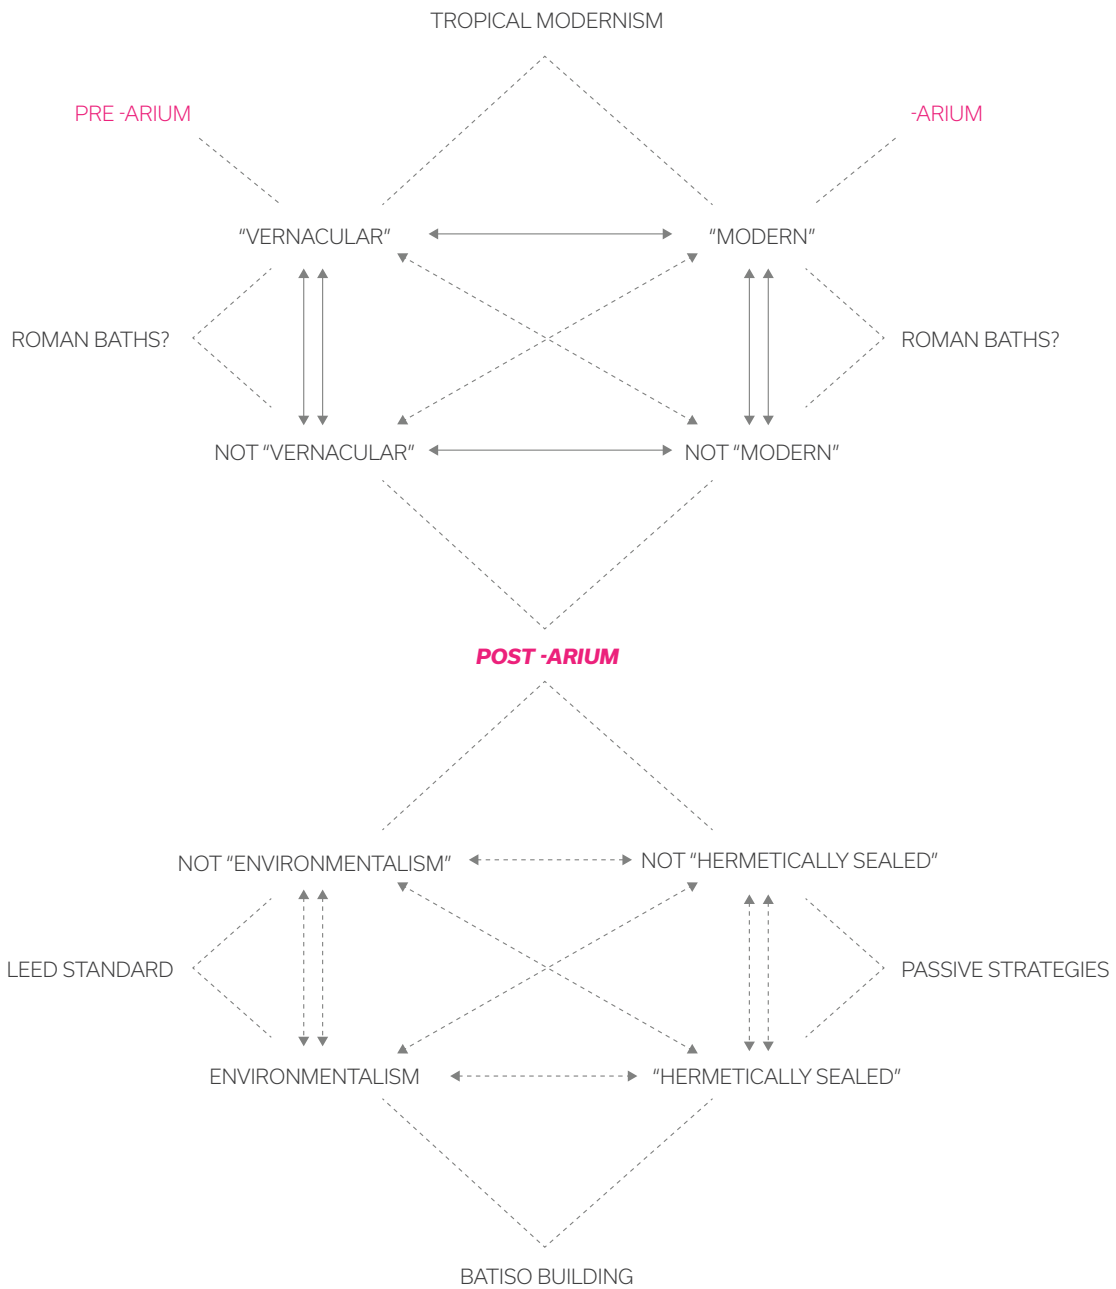 TROPICAL MODERNISM
PRE -ARIUM
-ARIUM
“VERNACULAR”
“MODERN”
ROMAN BATHS?
ROMAN BATHS?
NOT “VERNACULAR”
NOT “MODERN”
POST -ARIUM
NOT “ENVIRONMENTALISM”
NOT “HERMETICALLY SEALED”
LEED STANDARD
PASSIVE STRATEGIES
ENVIRONMENTALISM
“HERMETICALLY SEALED”
BATISO BUILDING